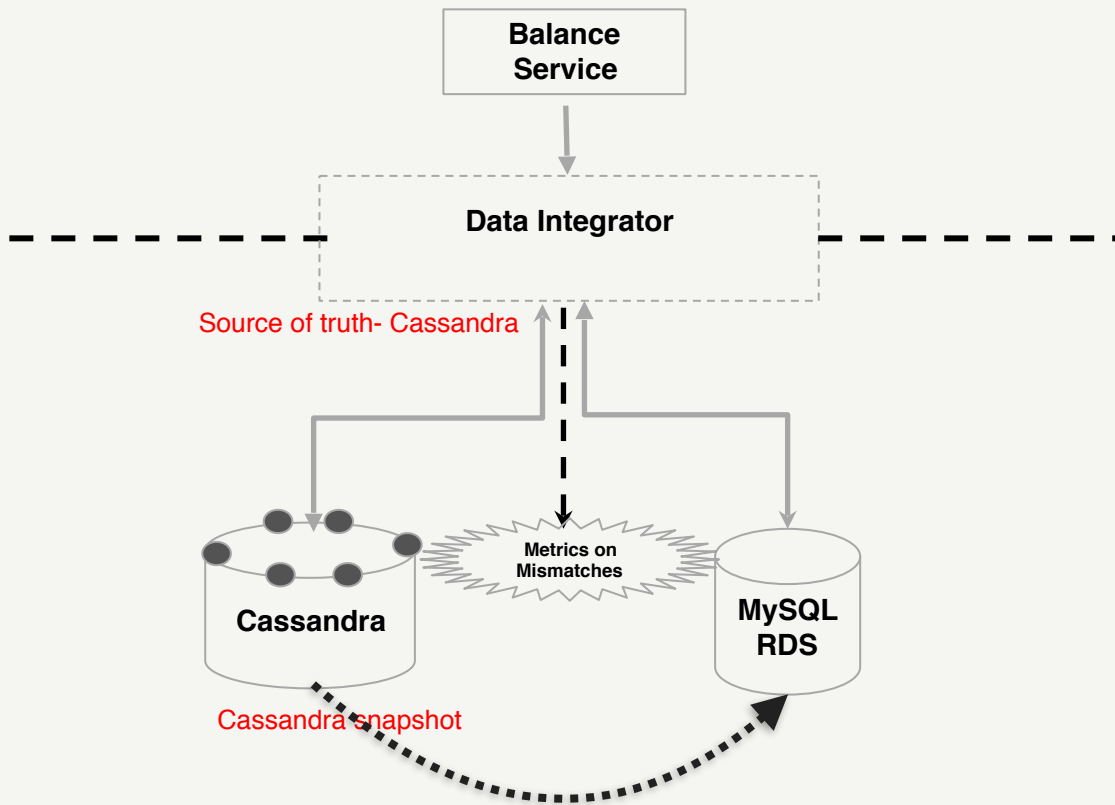 Balance
Service
Data Integrator
Source of truth- Cassandra
Metrics on
Mismatches
Cassandra
MySQL
RDS
Cassandra snapshot